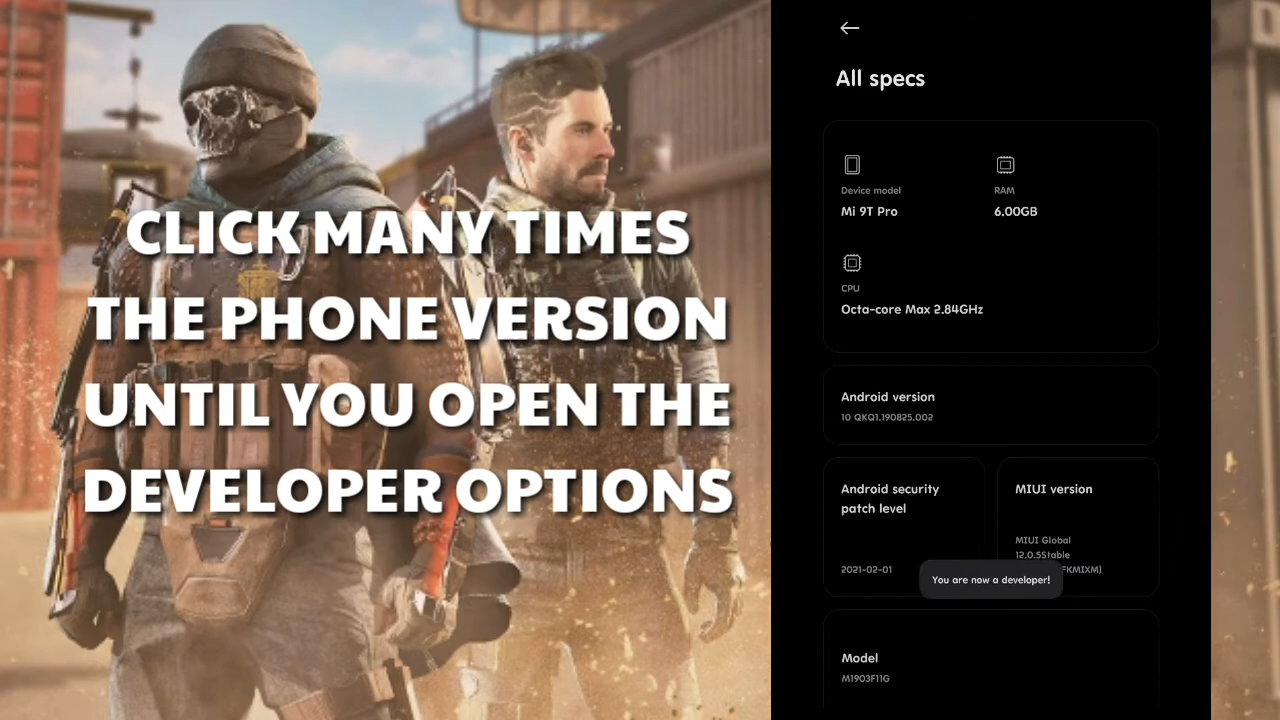 CLICK MANY TIMES
THE PHONE VERSION
UNTIL YOU OPEN THE
DEVELOPER OPTIONS
All specs
Device model
Mi 9T Pro
RAM
6.00GB
CPU
Octa-core Max 2.84GHz
Android version
10 QKQ1.190825.002
Android security
patch level
2021-02-01
MIUI version
MIUI Global
12.0.5Stable
FKMIXM)
You are now a developer!
Model
M1903F11G